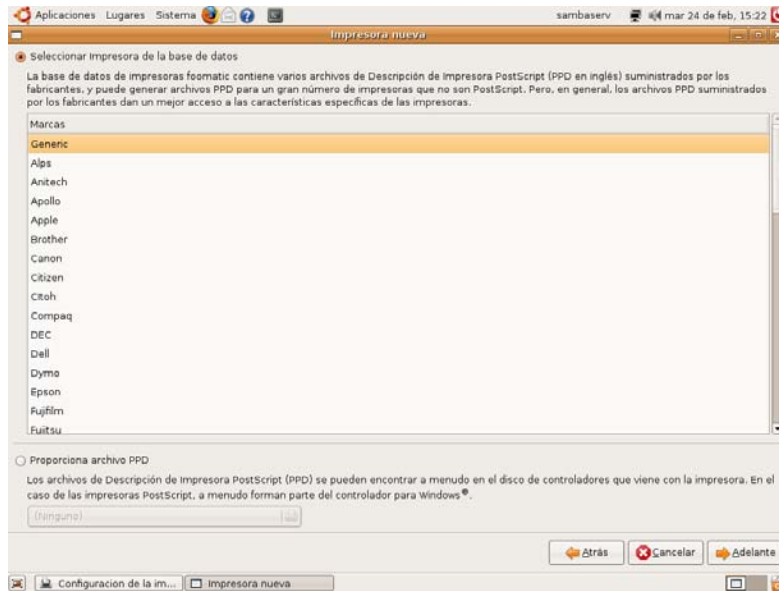 Aplicaciones Lugares Sistema sambaserv mar 24 de feb, 15:22
Impresora nueva
Seleccionar Impresora de la base de datos
La base de datos de impresoras foomatic contiene varios archivos de Descripción de Impresora PostScript (PPD en inglés) suministrados por los
fabricantes, y puede generar archivos PPD para un gran número de impresoras que no son PostScript. Pero, en general, los archivos PPD suministrados
por los fabricantes dan un mejor acceso a las características específicas de las impresoras.
Marcas
Generic
Alps
Anitech
Apollo
Apple
Brother
Canon
Citizen
Citoh
Compaq
DEC
Dell
Dymo
Epson
Fujifilm
Fujitsu
Proporciona archivo PPD
Los archivos de Descripción de Impresora PostScript (PPD) se pueden encontrar a menudo en el disco de controladores que viene con la impresora. En el
caso de las impresoras PostScript, a menudo forman parte del controlador para Windows®.
(Ninguno)
Atrás Cancelar Adelante
Configuracion de la im... Impresora nueva